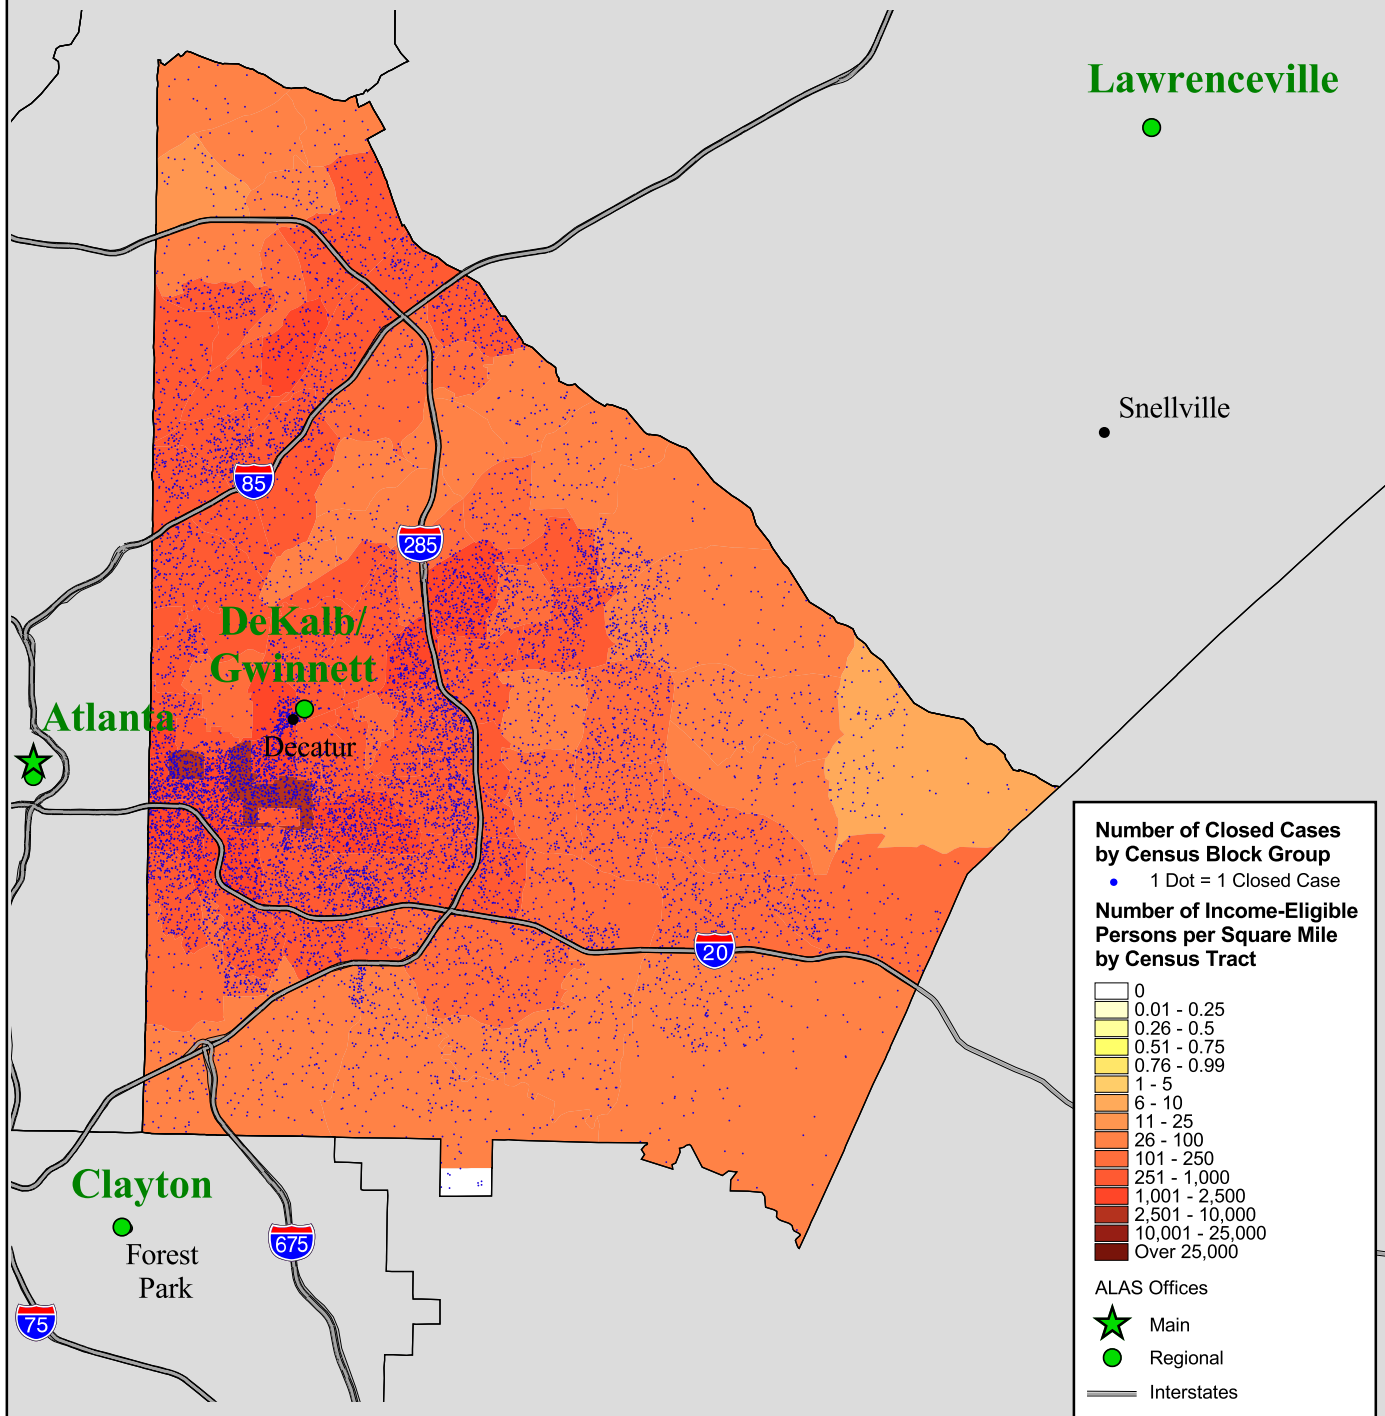 Lawrenceville
Snellville
85
285
DeKalb/
Gwinnett
Atlanta
Decatur
20
Clayton
Forest
Park
675
75
Number of Closed Cases
by Census Block Group
1 Dot = 1 Closed Case
Number of Income-Eligible
Persons per Square Mile
by Census Tract
0
0.01 - 0.25
0.26 - 0.5
0.51 - 0.75
0.76 - 0.99
1 - 5
6 - 10
11 - 25
26 - 100
101 - 250
251 - 1,000
1,001 - 2,500
2,501 - 10,000
10,001 - 25,000
Over 25,000
ALAS Offices
Main
Regional
Interstates